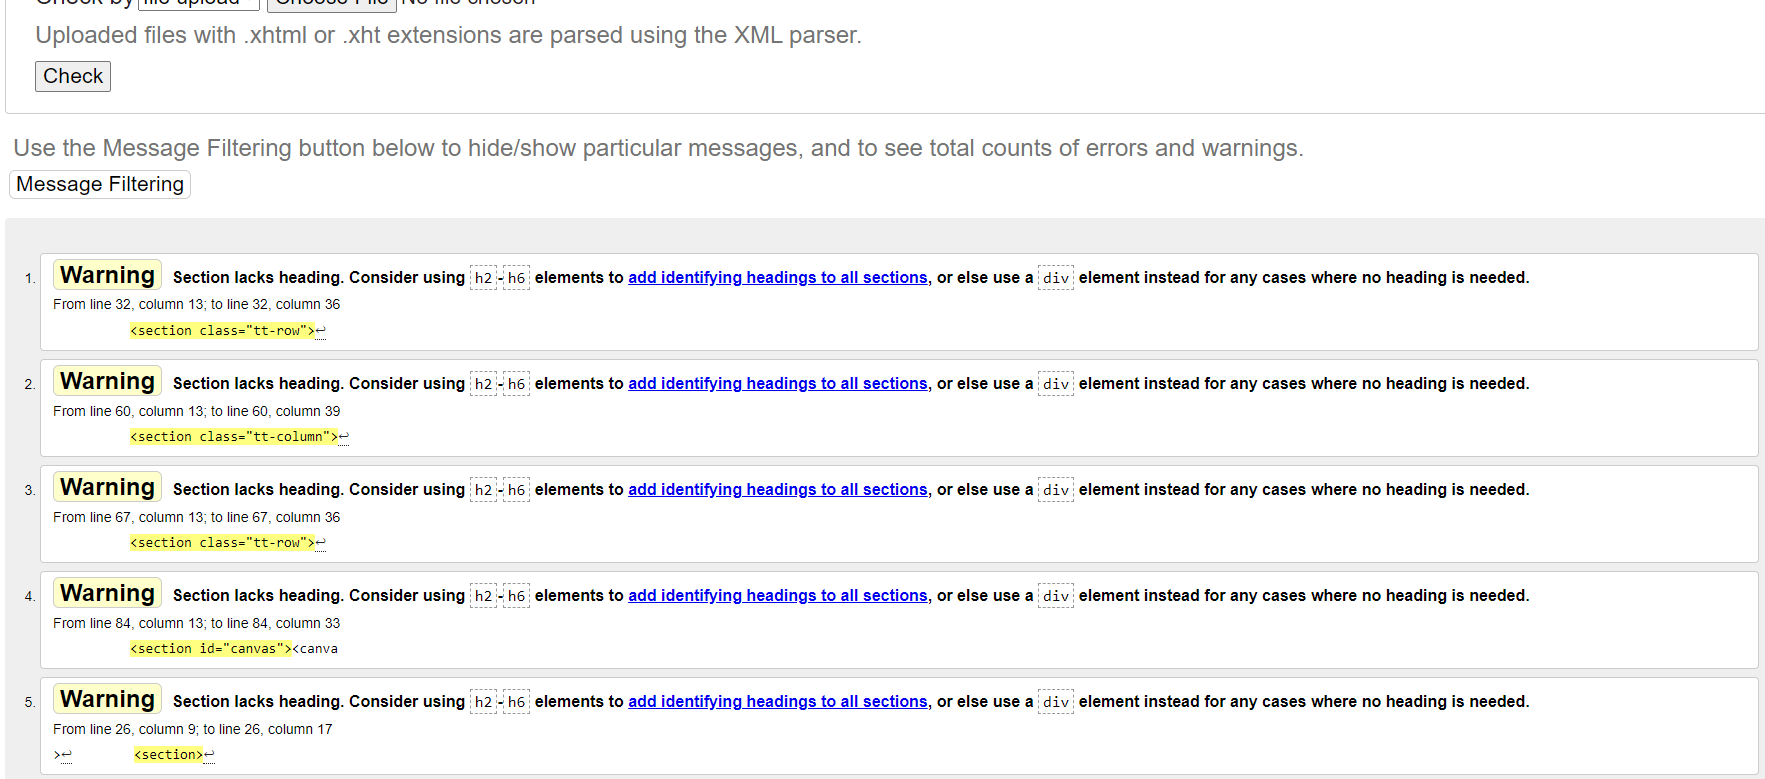 Check by file upload Choose File No file chosen
Uploaded files with .xhtml or .xht extensions are parsed using the XML parser.
Check
Use the Message Filtering button below to hide/show particular messages, and to see total counts of errors and warnings.
Message Filtering
1. Warning Section lacks heading. Consider using h2-h6 elements to add identifying headings to all sections, or else use a div element instead for any cases where no heading is needed.
From line 32, column 13; to line 32, column 36
<section class="tt-row">↩
2. Warning Section lacks heading. Consider using h2-h6 elements to add identifying headings to all sections, or else use a div element instead for any cases where no heading is needed.
From line 60, column 13; to line 60, column 39
<section class="tt-column">↩
3. Warning Section lacks heading. Consider using h2-h6 elements to add identifying headings to all sections, or else use a div element instead for any cases where no heading is needed.
From line 67, column 13; to line 67, column 36
<section class="tt-row">↩
4. Warning Section lacks heading. Consider using h2-h6 elements to add identifying headings to all sections, or else use a div element instead for any cases where no heading is needed.
From line 84, column 13; to line 84, column 33
<section id="canvas"><canva
5. Warning Section lacks heading. Consider using h2-h6 elements to add identifying headings to all sections, or else use a div element instead for any cases where no heading is needed.
From line 26, column 9; to line 26, column 17
>↩ <section>↩